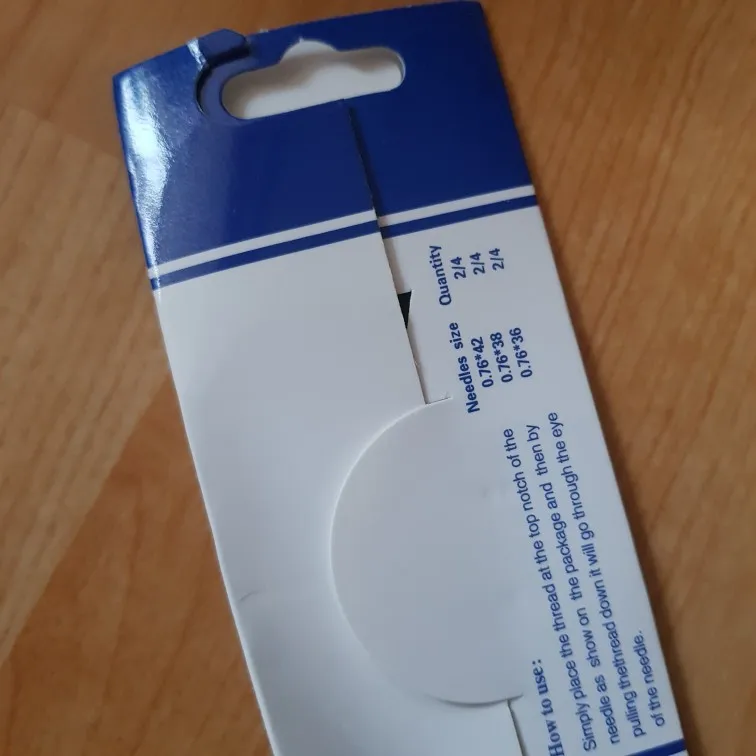 Needles size Quantity
0.76*42 2/4
0.76*38 2/4
0.76*36 2/4
How to use:
Simply place the thread at the top notch of the
needle as show on the package and then by
pulling thethread down it will go through the eye
of the needle.